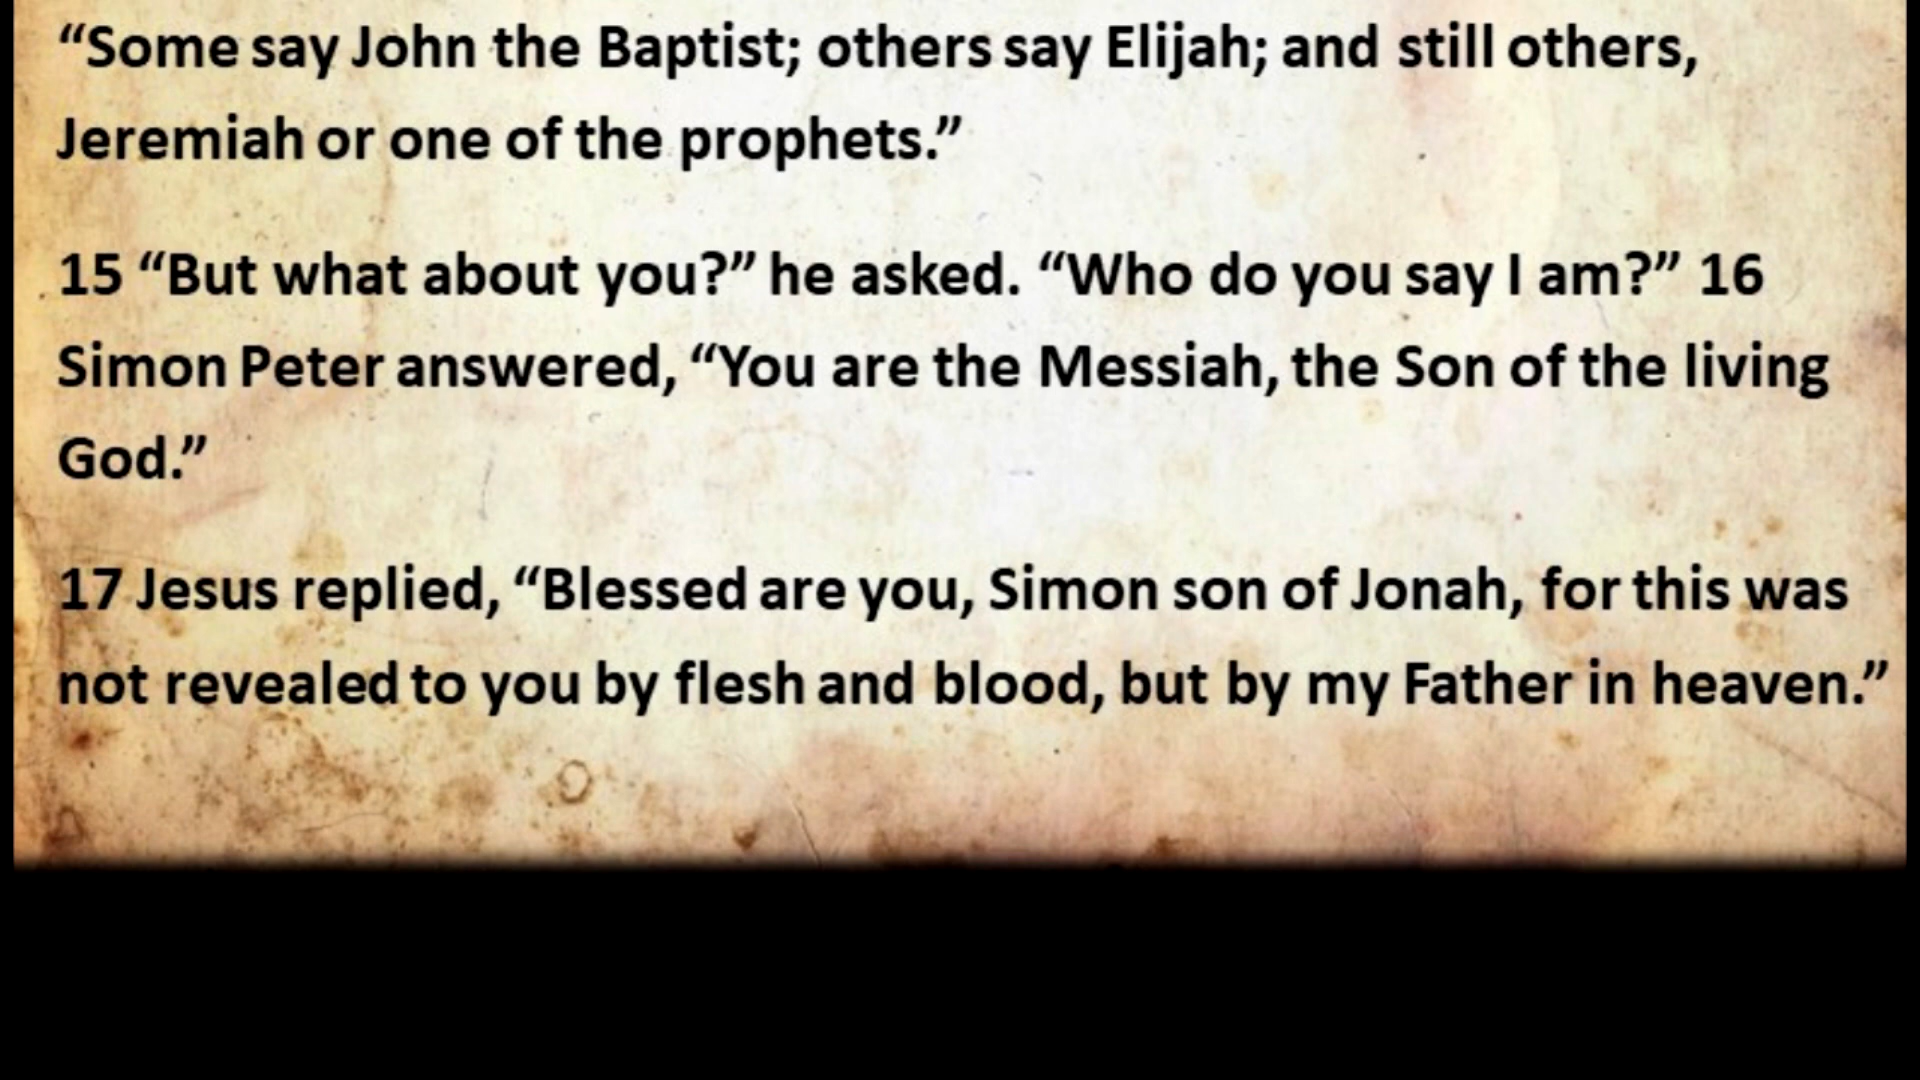 “Some say John the Baptist; others say Elijah; and still others,
Jeremiah or one of the prophets.”
15 “But what about you?” he asked. “Who do you say I am?” 16
Simon Peter answered, “You are the Messiah, the Son of the living
God.”
17 Jesus replied, “Blessed are you, Simon son of Jonah, for this was
not revealed to you by flesh and blood, but by my Father in heaven.”